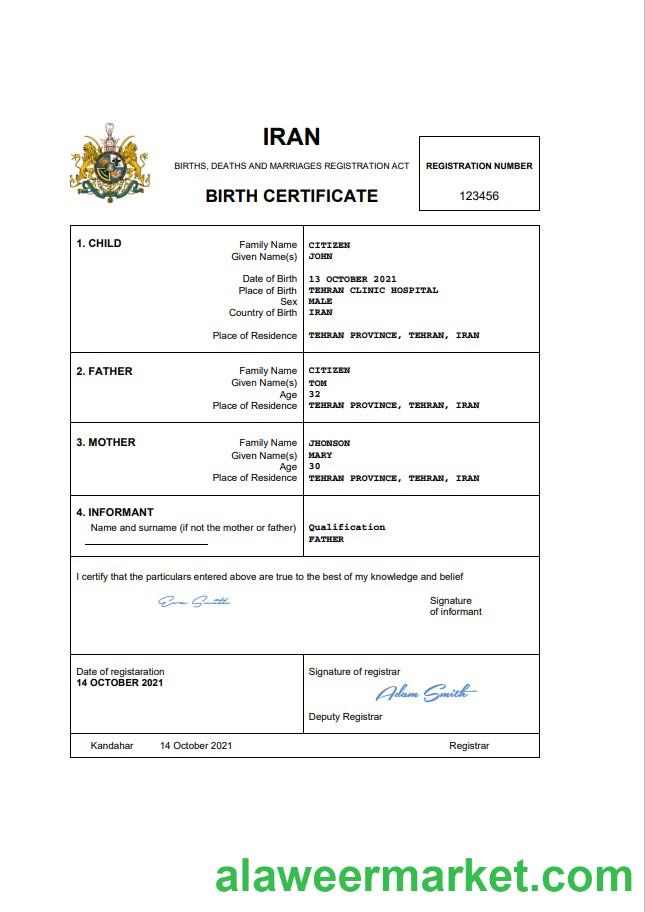 IRAN
BIRTHS, DEATHS AND MARRIAGES REGISTRATION ACT
BIRTH CERTIFICATE
REGISTRATION NUMBER
123456
1. CHILD
Family Name CITIZEN
Given Name(s) JOHN
Date of Birth 13 OCTOBER 2021
Place of Birth TEHRAN CLINIC HOSPITAL
Sex MALE
Country of Birth IRAN
Place of Residence TEHRAN PROVINCE, TEHRAN, IRAN
2. FATHER
Family Name CITIZEN
Given Name(s) TOM
Age 32
Place of Residence TEHRAN PROVINCE, TEHRAN, IRAN
3. MOTHER
Family Name JHONSON
Given Name(s) MARY
Age 30
Place of Residence TEHRAN PROVINCE, TEHRAN, IRAN
4. INFORMANT
Name and surname (if not the mother or father) Qualification
FATHER
I certify that the particulars entered above are true to the best of my knowledge and belief
Eva Smith
Signature
of informant
Date of registaration
14 OCTOBER 2021
Signature of registrar
Adam Smith
Deputy Registrar
Kandahar 14 October 2021 Registrar
alaweermarket.com